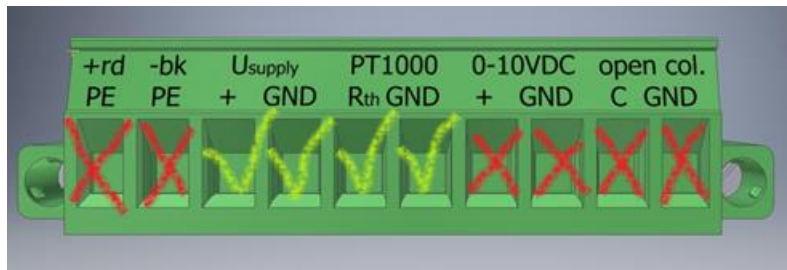 +rd -bk Usupply PT1000 0-10VDC open col.
PE PE + GND Rth GND + GND C GND